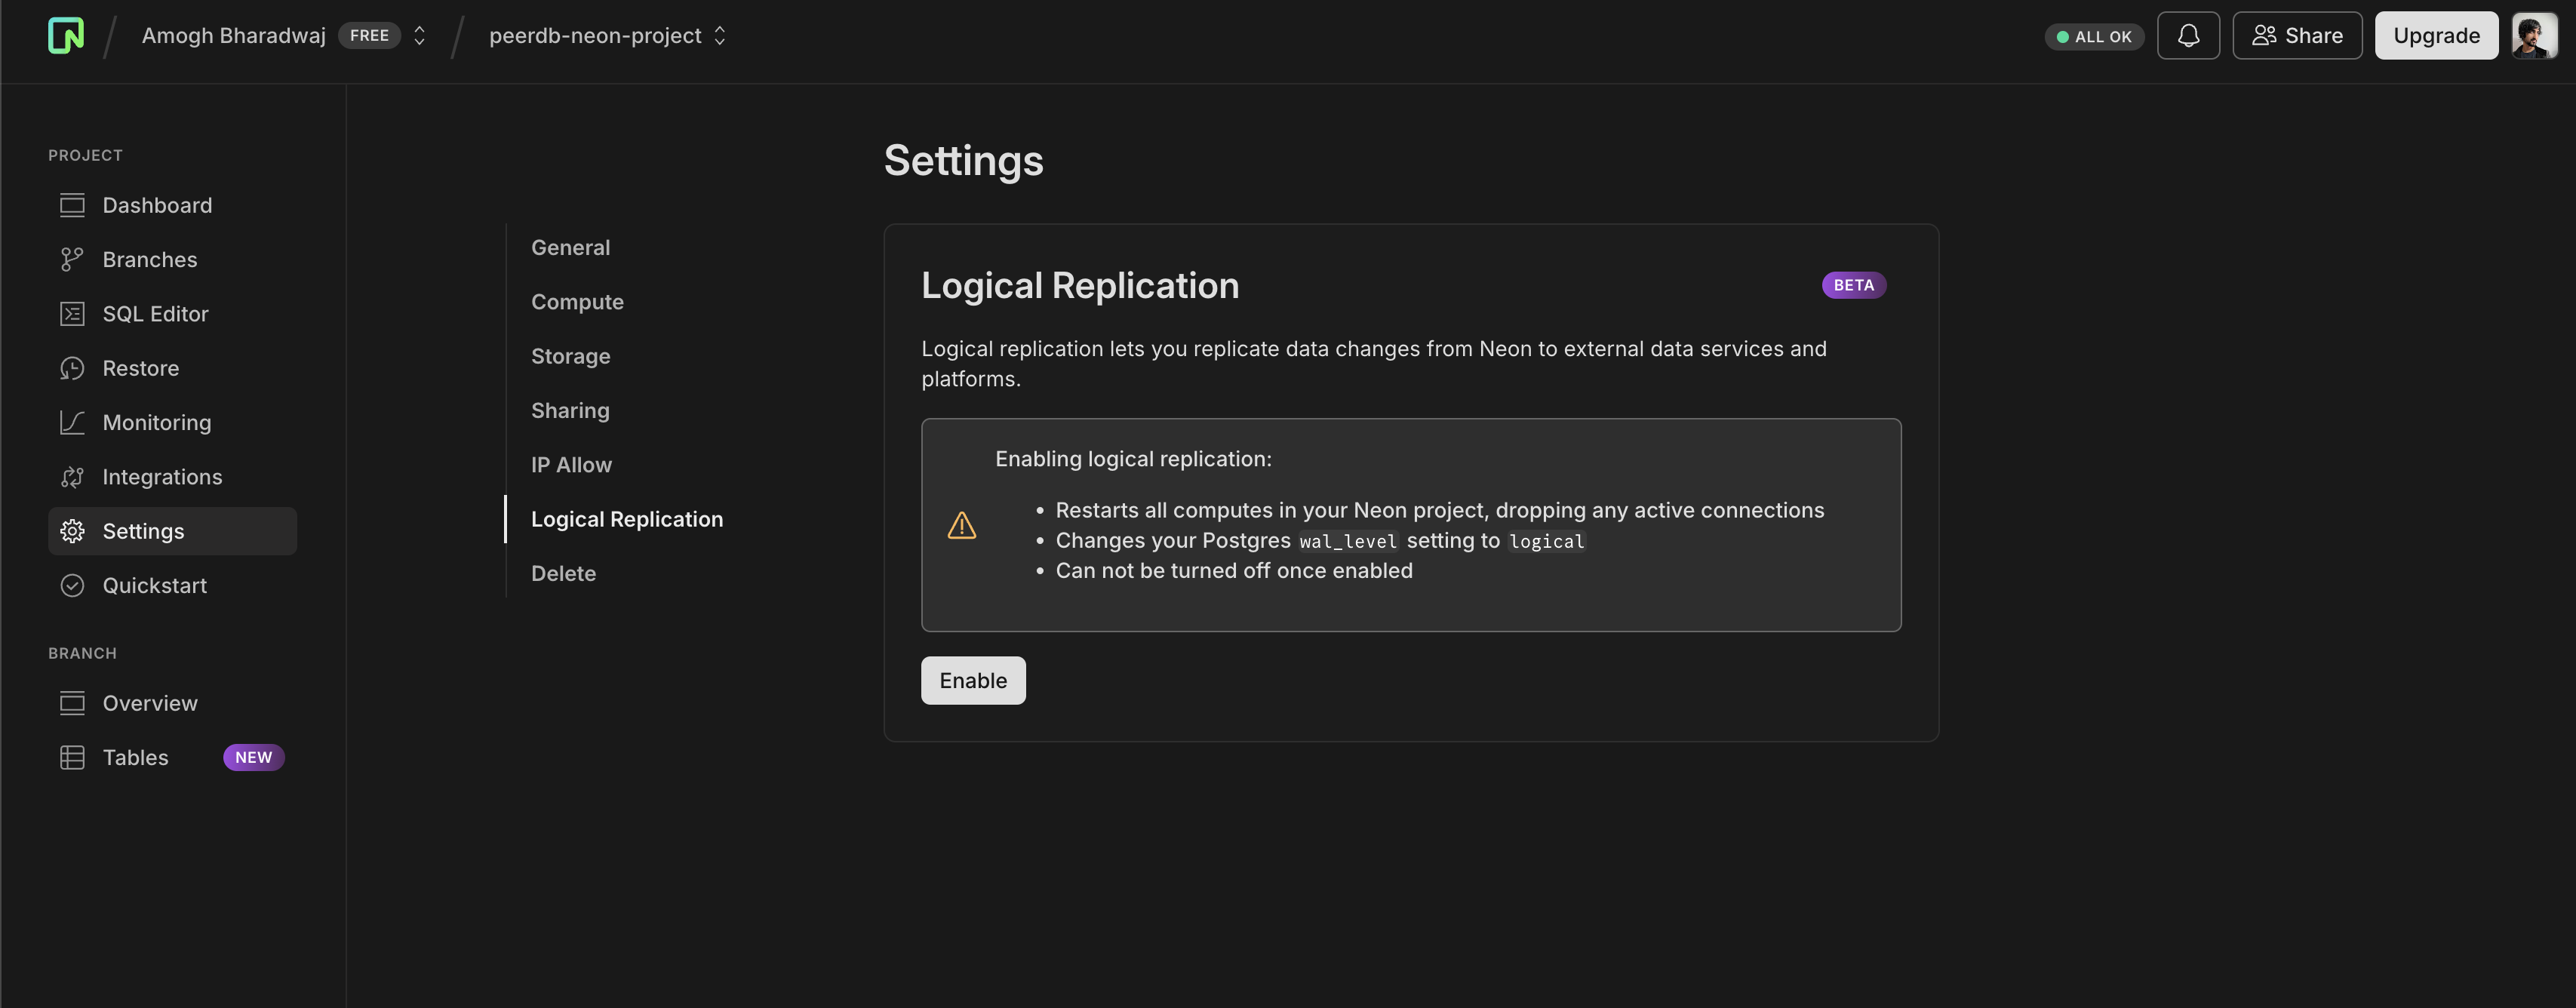 Amogh Bharadwaj FREE peerdb-neon-project ALL OK Share Upgrade
PROJECT
Dashboard
Branches
SQL Editor
Restore
Monitoring
Integrations
Settings
Quickstart
BRANCH
Overview
Tables NEW
General
Compute
Storage
Sharing
IP Allow
Logical Replication
Delete
Settings
Logical Replication BETA
Logical replication lets you replicate data changes from Neon to external data services and
platforms.
Enabling logical replication:
• Restarts all computes in your Neon project, dropping any active connections
• Changes your Postgres wal_level setting to logical
• Can not be turned off once enabled
Enable